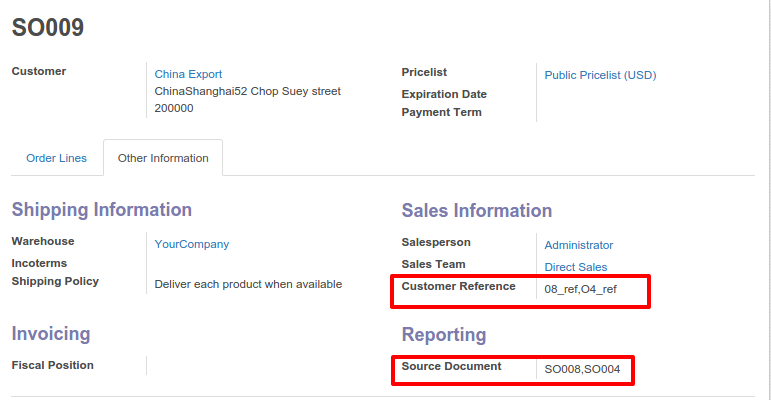 SO009
Customer
China Export
ChinaShanghai52 Chop Suey street
200000
Pricelist
Public Pricelist (USD)
Expiration Date
Payment Term
Order Lines
Other Information
Shipping Information
Warehouse
YourCompany
Incoterms
Shipping Policy
Deliver each product when available
Sales Information
Salesperson
Administrator
Sales Team
Direct Sales
Customer Reference
08_ref,O4_ref
Invoicing
Fiscal Position
Reporting
Source Document
SO008,SO004